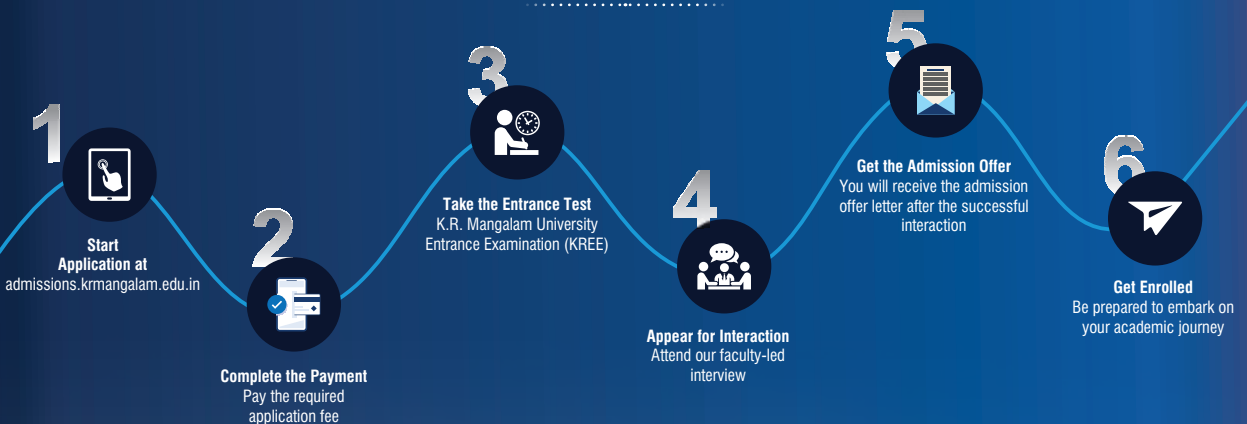 1
Start
Application at
admissions.krmangalam.edu.in
2
Complete the Payment
Pay the required
application fee
3
Take the Entrance Test
K.R. Mangalam University
Entrance Examination (KREE)
4
Appear for Interaction
Attend our faculty-led
interview
5
Get the Admission Offer
You will receive the admission
offer letter after the successful
interaction
6
Get Enrolled
Be prepared to embark on
your academic journey